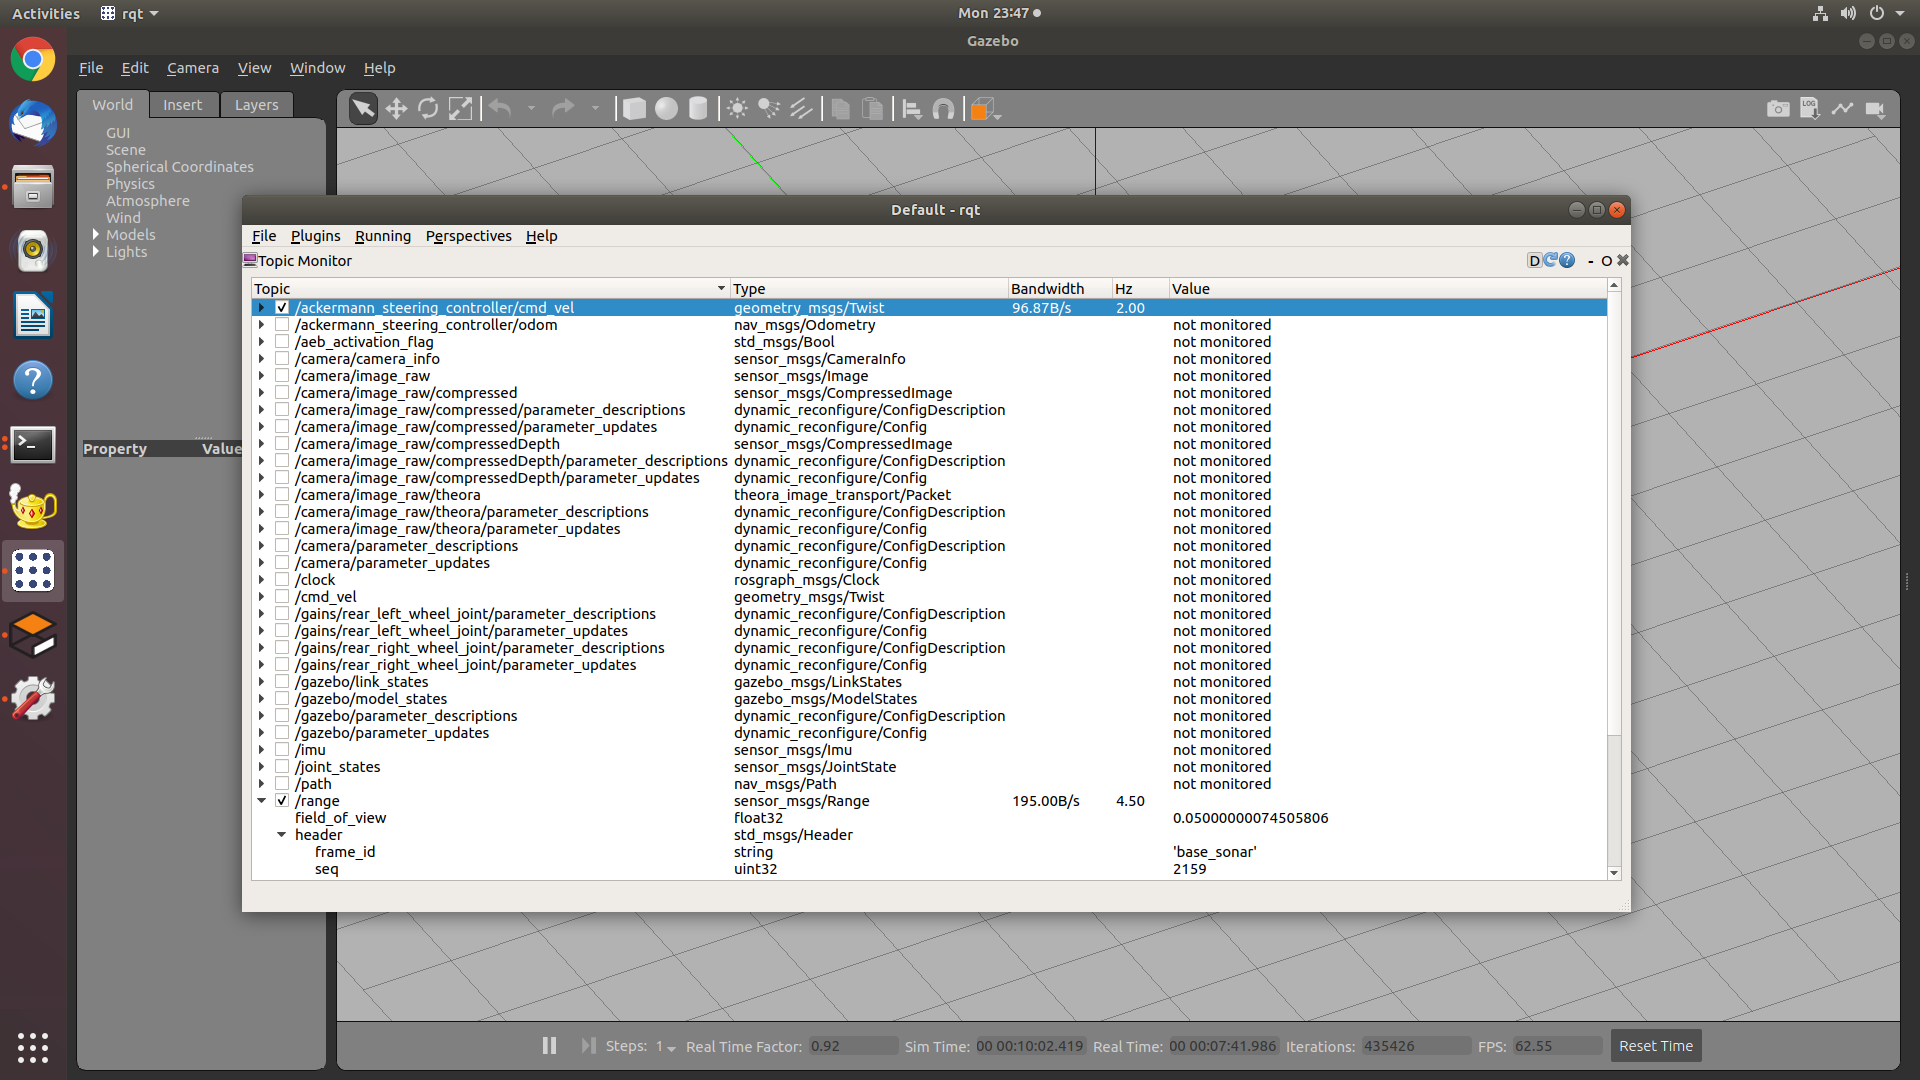 Activities rqt Mon 23:47
Gazebo
File Edit Camera View Window Help
World Insert Layers
GUI
Scene
Spherical Coordinates
Physics
Atmosphere
Wind
Models
Lights
Property Value
LOG
Default - rqt
File Plugins Running Perspectives Help
Topic Monitor D - O
Topic Type Bandwidth Hz Value
/ackermann_steering_controller/cmd_vel geometry_msgs/Twist 96.87B/s 2.00
/ackermann_steering_controller/odom nav_msgs/Odometry not monitored
/aeb_activation_flag std_msgs/Bool not monitored
/camera/camera_info sensor_msgs/CameraInfo not monitored
/camera/image_raw sensor_msgs/Image not monitored
/camera/image_raw/compressed sensor_msgs/CompressedImage not monitored
/camera/image_raw/compressed/parameter_descriptions dynamic_reconfigure/ConfigDescription not monitored
/camera/image_raw/compressed/parameter_updates dynamic_reconfigure/Config not monitored
/camera/image_raw/compressedDepth sensor_msgs/CompressedImage not monitored
/camera/image_raw/compressedDepth/parameter_descriptions dynamic_reconfigure/ConfigDescription not monitored
/camera/image_raw/compressedDepth/parameter_updates dynamic_reconfigure/Config not monitored
/camera/image_raw/theora theora_image_transport/Packet not monitored
/camera/image_raw/theora/parameter_descriptions dynamic_reconfigure/ConfigDescription not monitored
/camera/image_raw/theora/parameter_updates dynamic_reconfigure/Config not monitored
/camera/parameter_descriptions dynamic_reconfigure/ConfigDescription not monitored
/camera/parameter_updates dynamic_reconfigure/Config not monitored
/clock rosgraph_msgs/Clock not monitored
/cmd_vel geometry_msgs/Twist not monitored
/gains/rear_left_wheel_joint/parameter_descriptions dynamic_reconfigure/ConfigDescription not monitored
/gains/rear_left_wheel_joint/parameter_updates dynamic_reconfigure/Config not monitored
/gains/rear_right_wheel_joint/parameter_descriptions dynamic_reconfigure/ConfigDescription not monitored
/gains/rear_right_wheel_joint/parameter_updates dynamic_reconfigure/Config not monitored
/gazebo/link_states gazebo_msgs/LinkStates not monitored
/gazebo/model_states gazebo_msgs/ModelStates not monitored
/gazebo/parameter_descriptions dynamic_reconfigure/ConfigDescription not monitored
/gazebo/parameter_updates dynamic_reconfigure/Config not monitored
/imu sensor_msgs/Imu not monitored
/joint_states sensor_msgs/JointState not monitored
/path nav_msgs/Path not monitored
/range sensor_msgs/Range 195.00B/s 4.50
field_of_view float32 0.05000000074505806
header std_msgs/Header
frame_id string 'base_sonar'
seq uint32 2159
Steps: 1 Real Time Factor: 0.92 Sim Time: 00 00:10:02.419 Real Time: 00 00:07:41.986 Iterations: 435426 FPS: 62.55 Reset Time